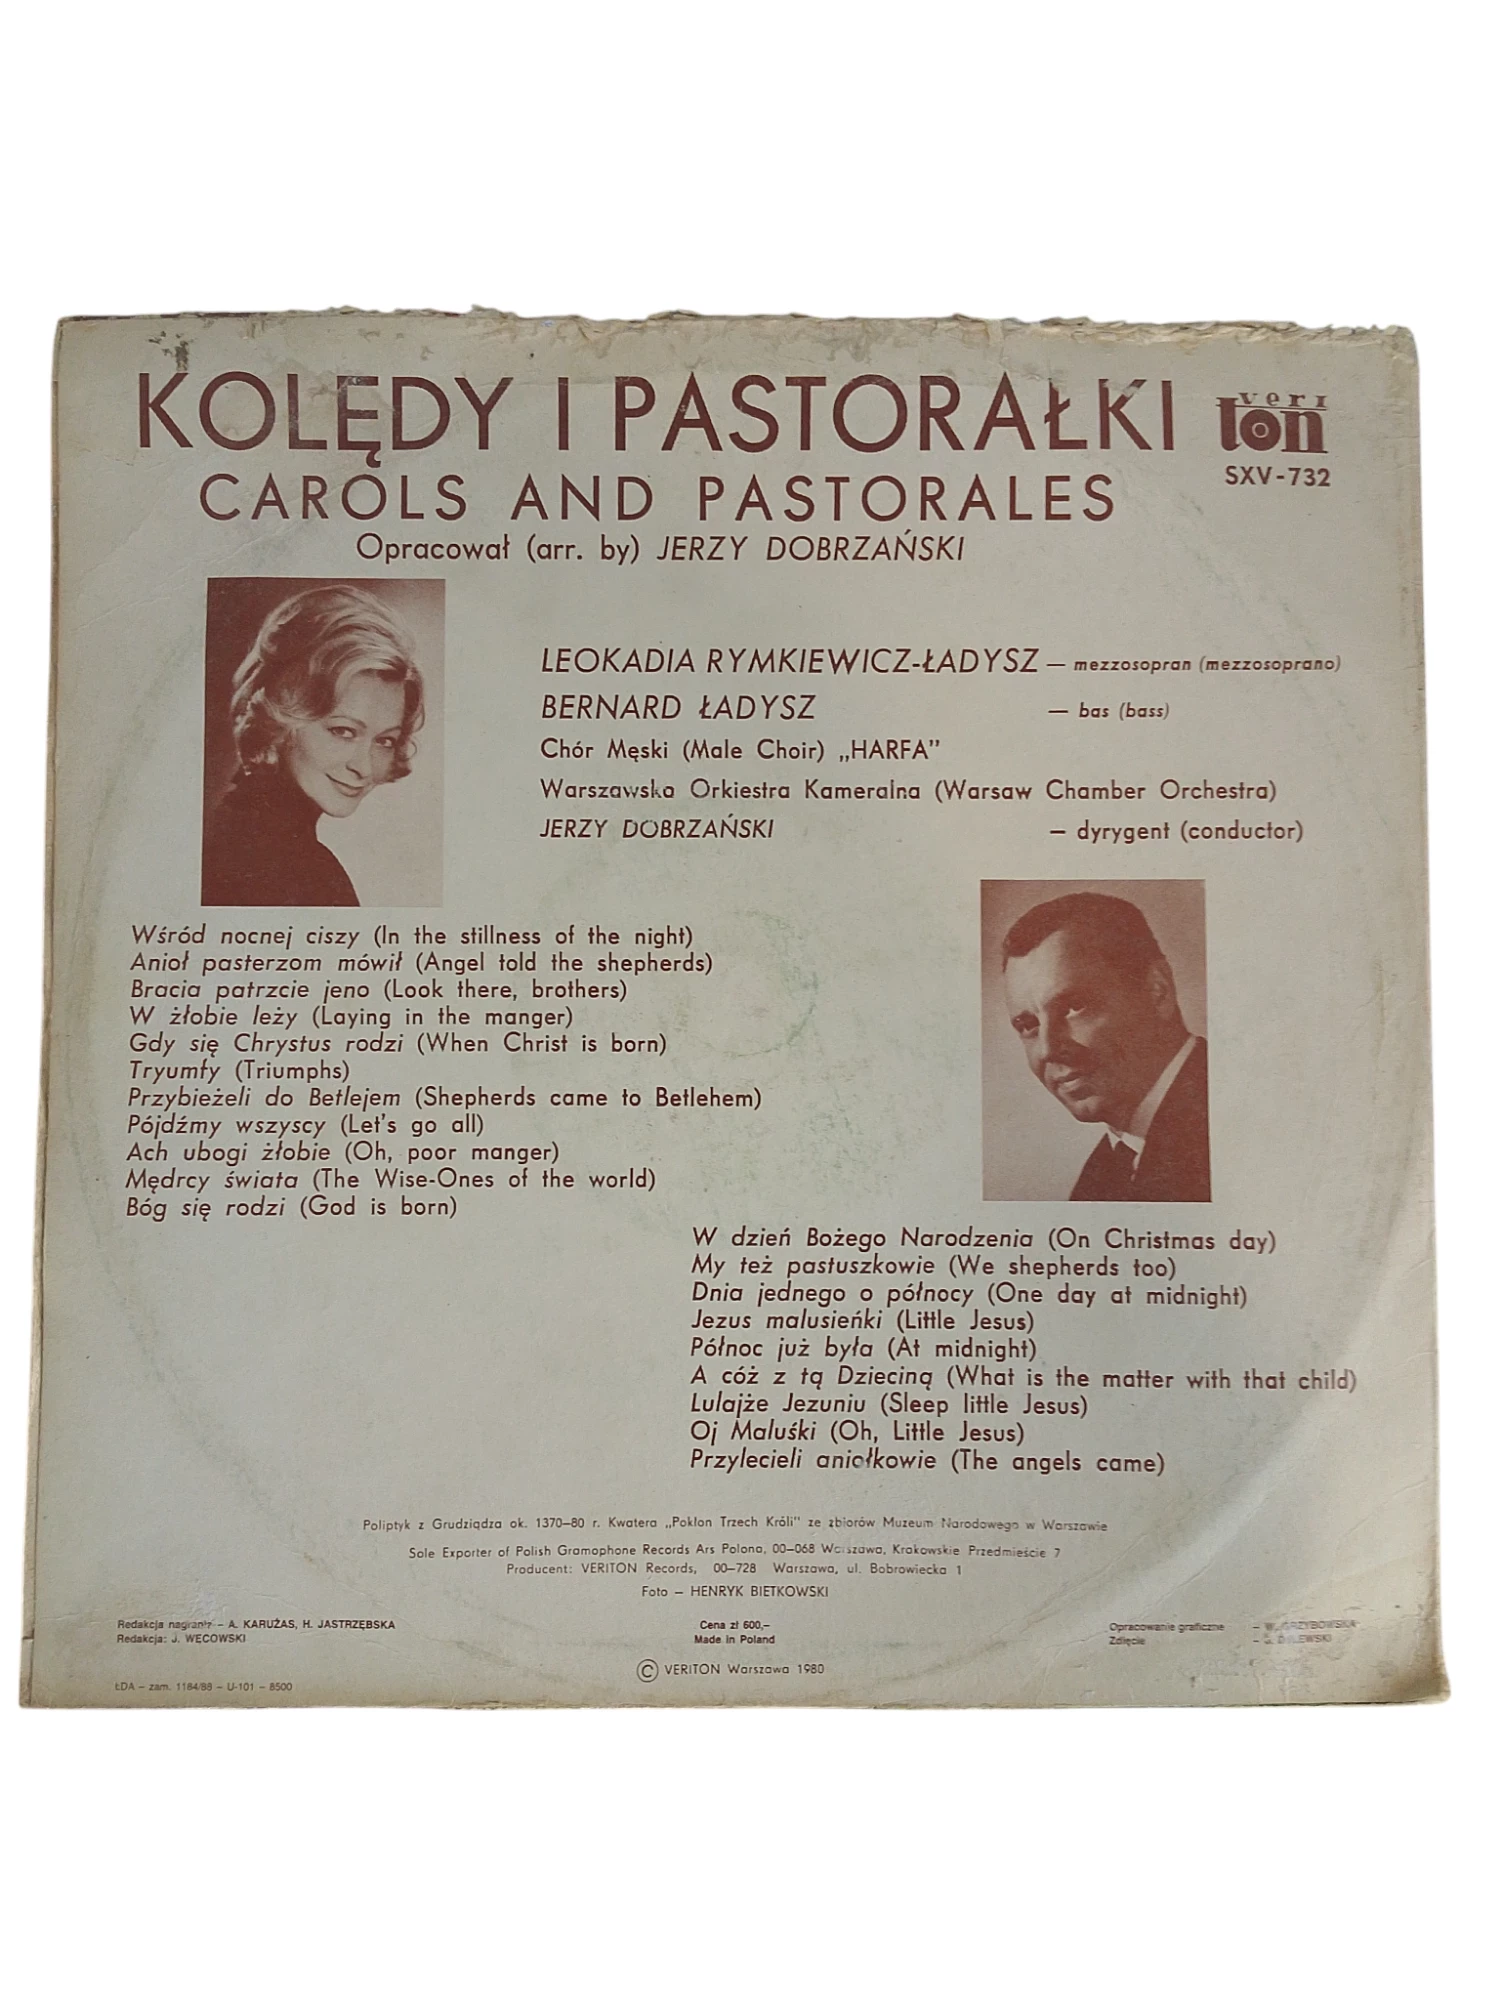 KOLĘDY I PASTORAŁKI
veri
ton
SXV-732
CAROLS AND PASTORALES
Opracował (arr. by) JERZY DOBRZAŃSKI
LEOKADIA RYMKIEWICZ-ŁADYSZ — mezzosopran (mezzosoprano)
BERNARD ŁADYSZ — bas (bass)
Chór Męski (Male Choir) „HARFA”
Warszawska Orkiestra Kameralna (Warsaw Chamber Orchestra)
JERZY DOBRZAŃSKI — dyrygent (conductor)
Wśród nocnej ciszy (In the stillness of the night)
Anioł pasterzom mówił (Angel told the shepherds)
Bracia patrzcie jeno (Look there, brothers)
W żłobie leży (Laying in the manger)
Gdy się Chrystus rodzi (When Christ is born)
Tryumfy (Triumphs)
Przybieżeli do Betlejem (Shepherds came to Betlehem)
Pójdźmy wszyscy (Let's go all)
Ach ubogi żłobie (Oh, poor manger)
Mędrcy świata (The Wise-Ones of the world)
Bóg się rodzi (God is born)
W dzień Bożego Narodzenia (On Christmas day)
My też pastuszkowie (We shepherds too)
Dnia jednego o północy (One day at midnight)
Jezus malusieńki (Little Jesus)
Północ już była (At midnight)
A cóż z tą Dzieciną (What is the matter with that child)
Lulajże Jezuniu (Sleep little Jesus)
Oj Maluśki (Oh, Little Jesus)
Przylecieli aniołkowie (The angels came)
Poliptyk z Grudziądza ok. 1370—80 r. Kwatera „Pokłon Trzech Króli” ze zbiorów Muzeum Narodowego w Warszawie
Sole Exporter of Polish Gramophone Records Ars Polona, 00—068 Warszawa, Krakowskie Przedmieście 7
Producent: VERITON Records, 00—728 Warszawa, ul. Bobrowiecka 1
Foto — HENRYK BIETKOWSKI
Redakcja nagrań — A. KARUŻAS, H. JASTRZĘBSKA
Redakcja: J. WĘCOWSKI
Cena zł 600,—
Made in Poland
Opracowanie graficzne — W. GRZYBOWSKA
Zdjęcie —
© VERITON Warszawa 1980
ŁDA — zam. 1184/88 — U-101 — 8500